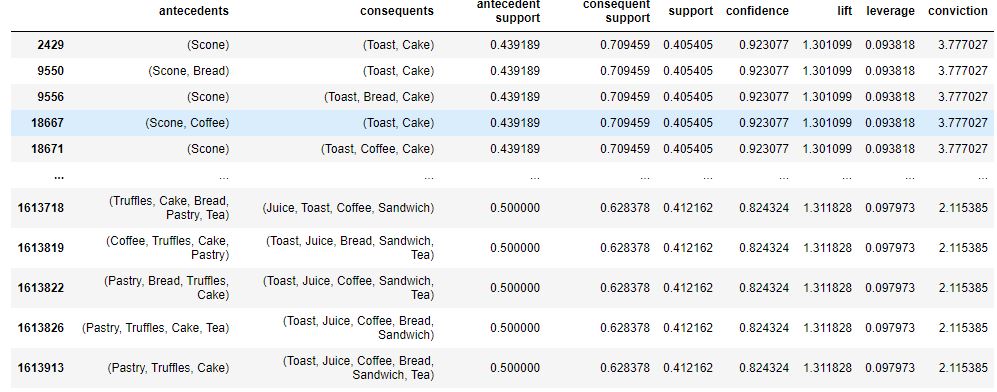 antecedents consequents antecedent support consequent support support confidence lift leverage conviction
2429 (Scone) (Toast, Cake) 0.439189 0.709459 0.405405 0.923077 1.301099 0.093818 3.777027
9550 (Scone, Bread) (Toast, Cake) 0.439189 0.709459 0.405405 0.923077 1.301099 0.093818 3.777027
9556 (Scone) (Toast, Bread, Cake) 0.439189 0.709459 0.405405 0.923077 1.301099 0.093818 3.777027
18667 (Scone, Coffee) (Toast, Cake) 0.439189 0.709459 0.405405 0.923077 1.301099 0.093818 3.777027
18671 (Scone) (Toast, Coffee, Cake) 0.439189 0.709459 0.405405 0.923077 1.301099 0.093818 3.777027
... ... ... ... ... ... ... ... ... ...
1613718 (Truffles, Cake, Bread, Pastry, Tea) (Juice, Toast, Coffee, Sandwich) 0.500000 0.628378 0.412162 0.824324 1.311828 0.097973 2.115385
1613819 (Coffee, Truffles, Cake, Pastry) (Toast, Juice, Bread, Sandwich, Tea) 0.500000 0.628378 0.412162 0.824324 1.311828 0.097973 2.115385
1613822 (Pastry, Bread, Truffles, Cake) (Toast, Juice, Coffee, Sandwich, Tea) 0.500000 0.628378 0.412162 0.824324 1.311828 0.097973 2.115385
1613826 (Pastry, Truffles, Cake, Tea) (Toast, Juice, Coffee, Bread, Sandwich) 0.500000 0.628378 0.412162 0.824324 1.311828 0.097973 2.115385
1613913 (Pastry, Truffles, Cake) (Toast, Juice, Coffee, Bread, Sandwich, Tea) 0.500000 0.628378 0.412162 0.824324 1.311828 0.097973 2.115385